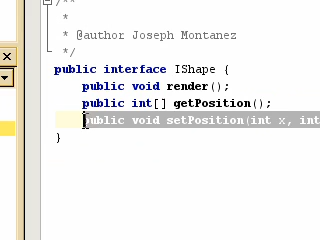 /**
*
* @author Joseph Montanez
*/
public interface IShape {
public void render();
public int[] getPosition();
public void setPosition(int x, int
}